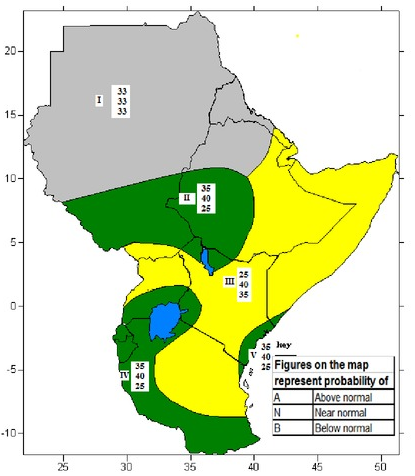 20
15
10
5
0
-5
-10
I
33
33
33
II
35
40
25
III
25
40
35
IV
35
40
25
V
35
40
25
Figures on the map
represent probability of
A Above normal
N Near normal
B Below normal
25 30 35 40 45 50